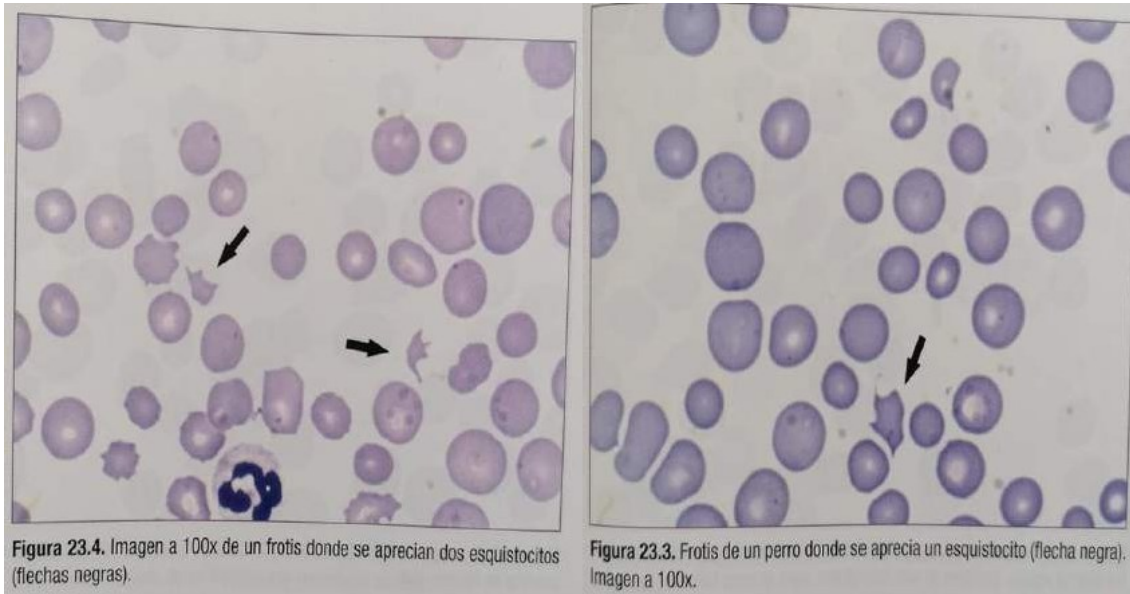 Figura 23.4. Imagen a 100x de un frotis donde se aprecian dos esquistocitos
(flechas negras).
Figura 23.3. Frotis de un perro donde se aprecia un esquistocito (flecha negra).
Imagen a 100x.